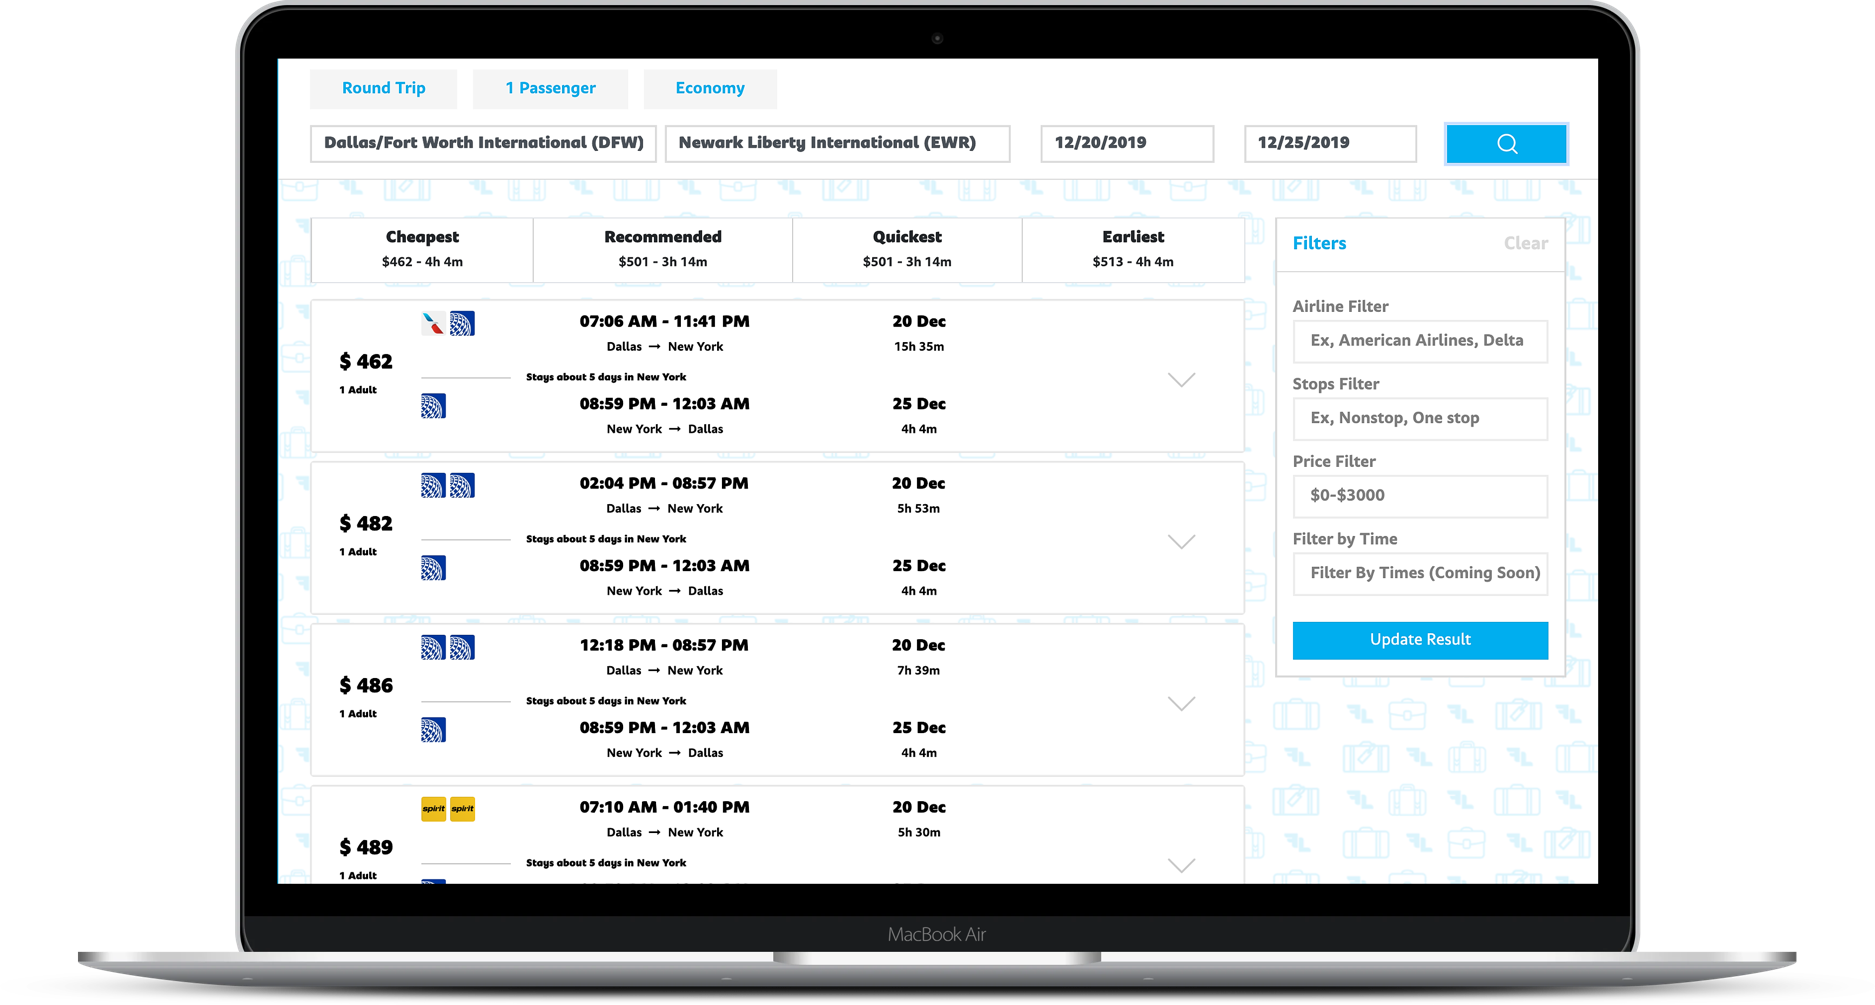 Round Trip
1 Passenger
Economy
Dallas/Fort Worth International (DFW)
Newark Liberty International (EWR)
12/20/2019
12/25/2019
Cheapest
$462 - 4h 4m
Recommended
$501 - 3h 14m
Quickest
$501 - 3h 14m
Earliest
$513 - 4h 4m
$ 462
1 Adult
07:06 AM - 11:41 PM
Dallas → New York
20 Dec
15h 35m
Stays about 5 days in New York
08:59 PM - 12:03 AM
New York → Dallas
25 Dec
4h 4m
$ 482
1 Adult
02:04 PM - 08:57 PM
Dallas → New York
20 Dec
5h 53m
Stays about 5 days in New York
08:59 PM - 12:03 AM
New York → Dallas
25 Dec
4h 4m
$ 486
1 Adult
12:18 PM - 08:57 PM
Dallas → New York
20 Dec
7h 39m
Stays about 5 days in New York
08:59 PM - 12:03 AM
New York → Dallas
25 Dec
4h 4m
$ 489
1 Adult
spirit spirit
07:10 AM - 01:40 PM
Dallas → New York
20 Dec
5h 30m
Stays about 5 days in New York
Filters
Clear
Airline Filter
Ex, American Airlines, Delta
Stops Filter
Ex, Nonstop, One stop
Price Filter
$0-$3000
Filter by Time
Filter By Times (Coming Soon)
Update Result
MacBook Air